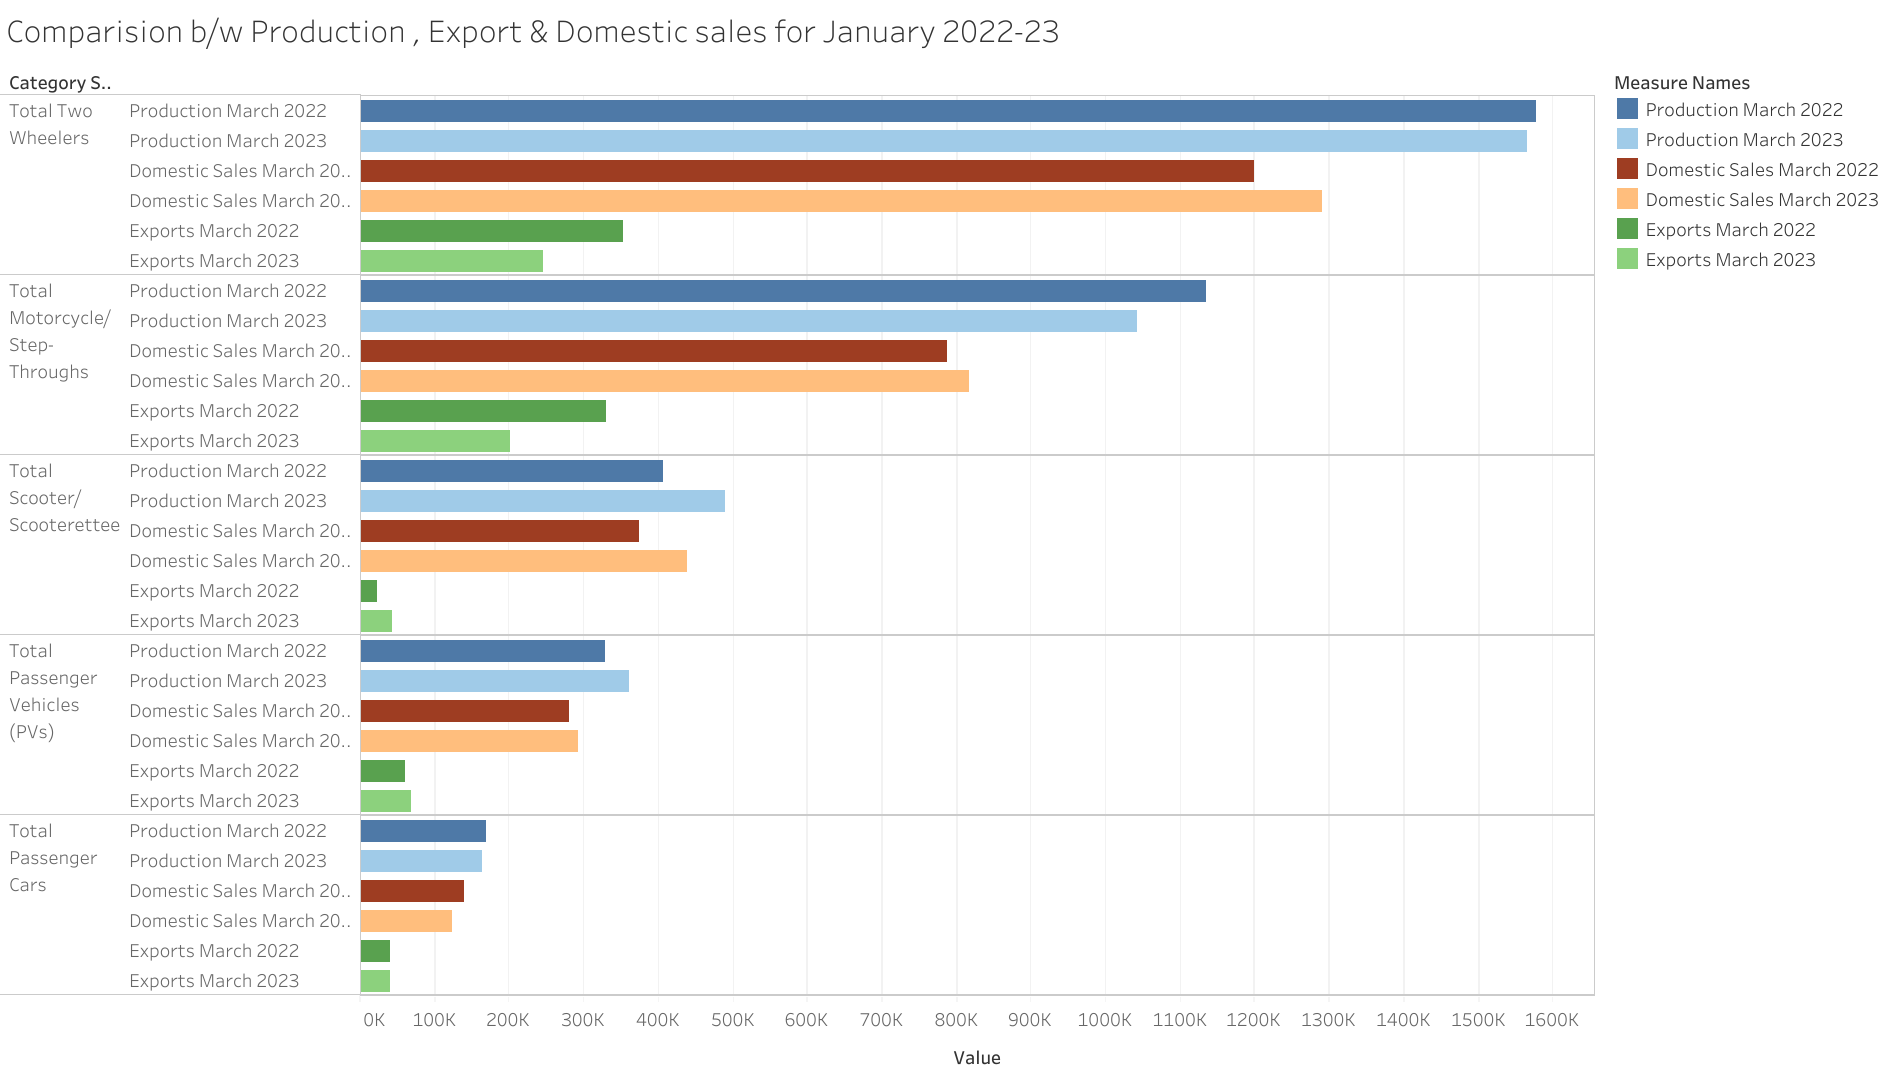 Comparision b/w Production , Export & Domestic sales for January 2022-23
Category S..
Total Two
Wheelers
Production March 2022
Production March 2023
Domestic Sales March 20..
Domestic Sales March 20..
Exports March 2022
Exports March 2023
Total
Motorcycle/
Step-
Throughs
Production March 2022
Production March 2023
Domestic Sales March 20..
Domestic Sales March 20..
Exports March 2022
Exports March 2023
Total
Scooter/
Scooterettee
Production March 2022
Production March 2023
Domestic Sales March 20..
Domestic Sales March 20..
Exports March 2022
Exports March 2023
Total
Passenger
Vehicles
(PVs)
Production March 2022
Production March 2023
Domestic Sales March 20..
Domestic Sales March 20..
Exports March 2022
Exports March 2023
Total
Passenger
Cars
Production March 2022
Production March 2023
Domestic Sales March 20..
Domestic Sales March 20..
Exports March 2022
Exports March 2023
0K 100K 200K 300K 400K 500K 600K 700K 800K 900K 1000K 1100K 1200K 1300K 1400K 1500K 1600K
Value
Measure Names
Production March 2022
Production March 2023
Domestic Sales March 2022
Domestic Sales March 2023
Exports March 2022
Exports March 2023